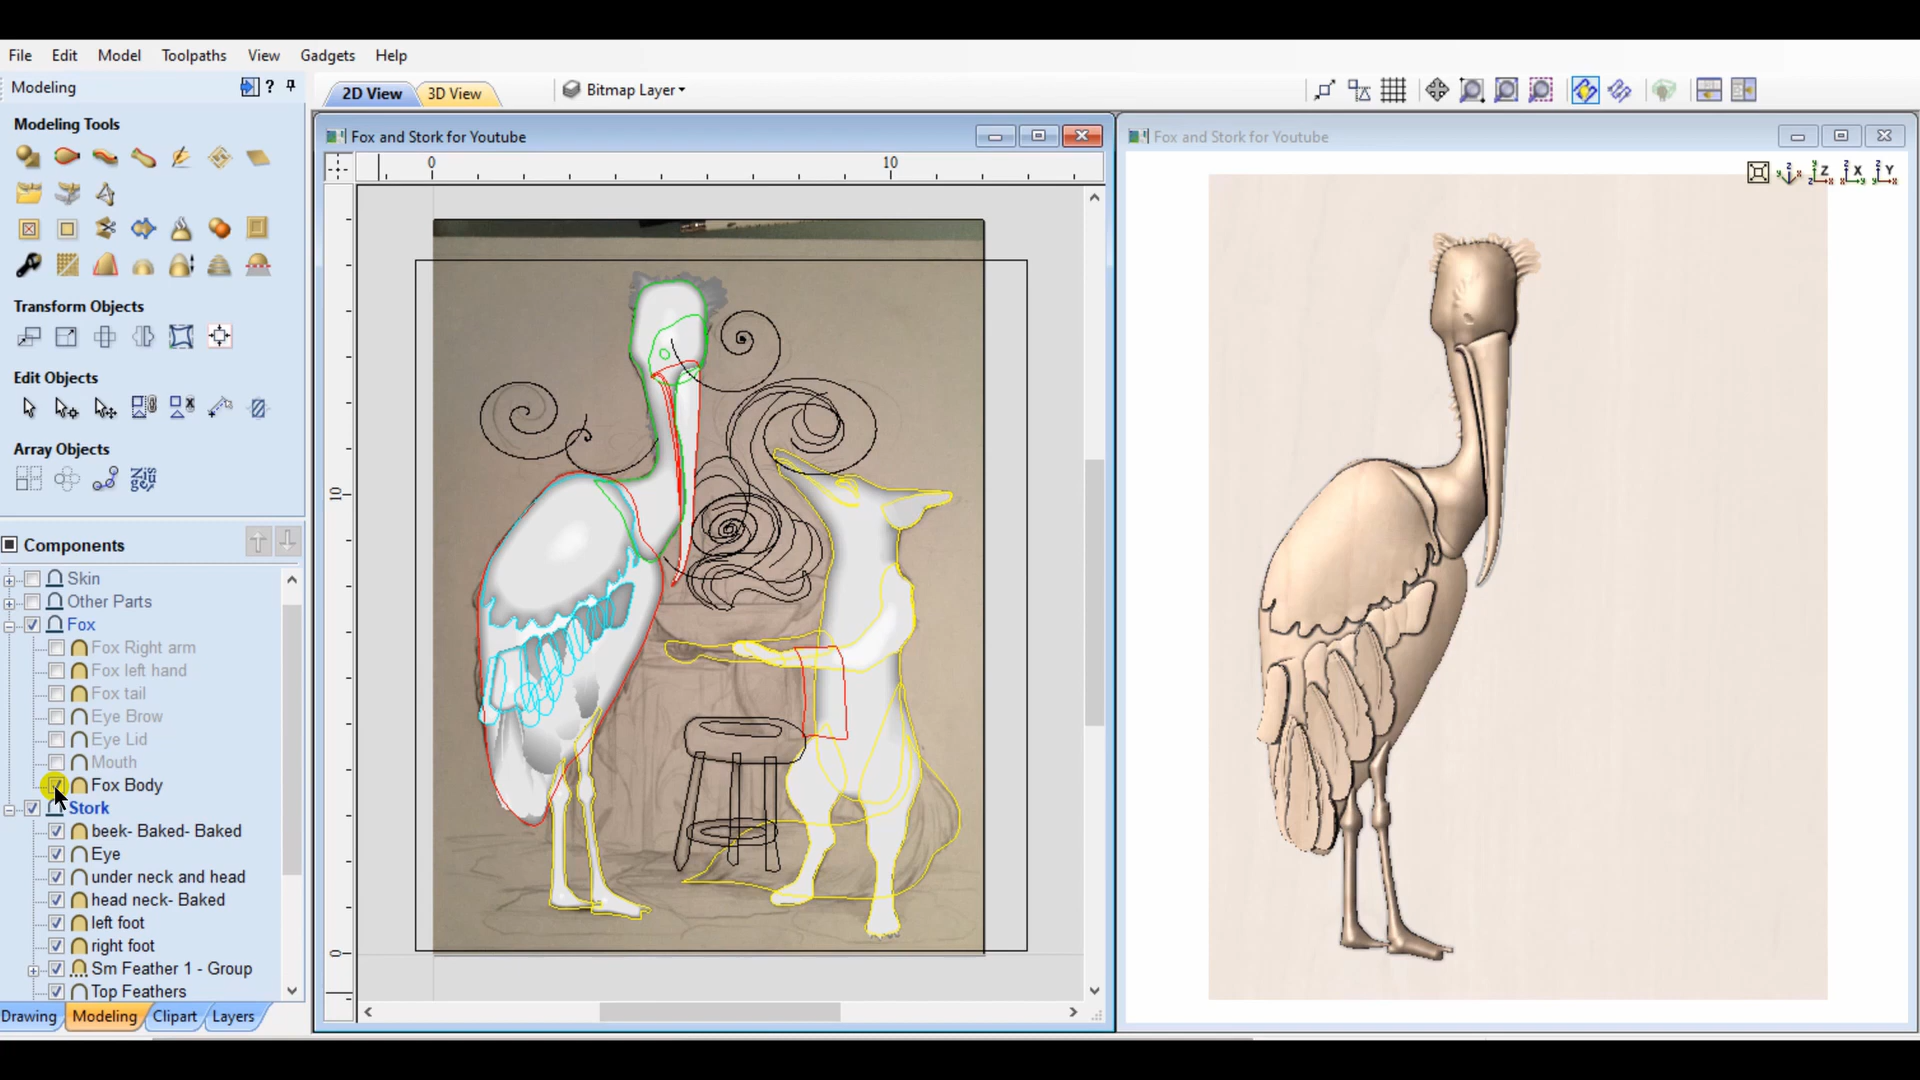 File Edit Model Toolpaths View Gadgets Help
Modeling ?
2D View 3D View Bitmap Layer
Modeling Tools
Fox and Stork for Youtube
Fox and Stork for Youtube
0 10
Z X Y
Transform Objects
Edit Objects
Array Objects
10
Components
Skin
Other Parts
Fox
Fox Right arm
Fox left hand
Fox tail
Eye Brow
Eye Lid
Mouth
Fox Body
Stork
beek- Baked- Baked
Eye
under neck and head
head neck- Baked
left foot
right foot
0
Sm Feather 1 - Group
Top Feathers
Drawing Modeling Clipart Layers